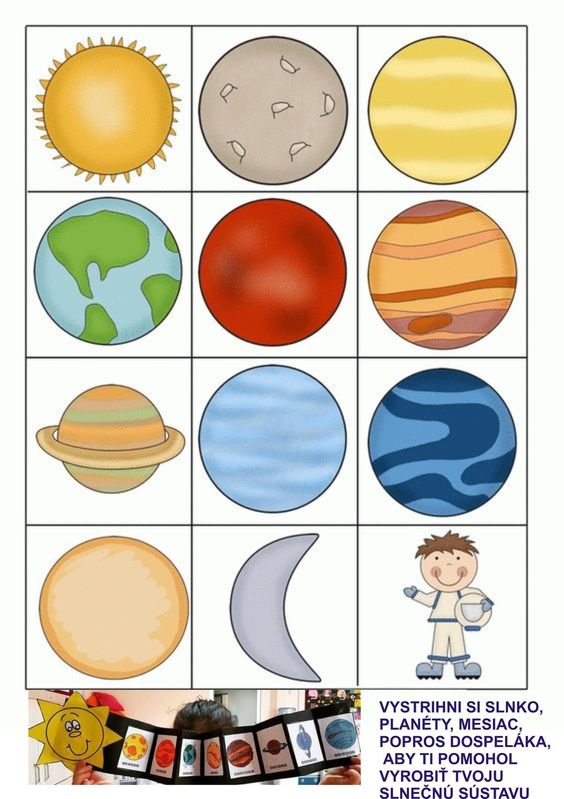 VYSTRIHNI SI SLNKO,
PLANÉTY, MESIAC,
POPROS DOSPELÁKA,
ABY TI POMOHOL
VYROBIŤ TVOJU
SLNEČNÚ SÚSTAVU